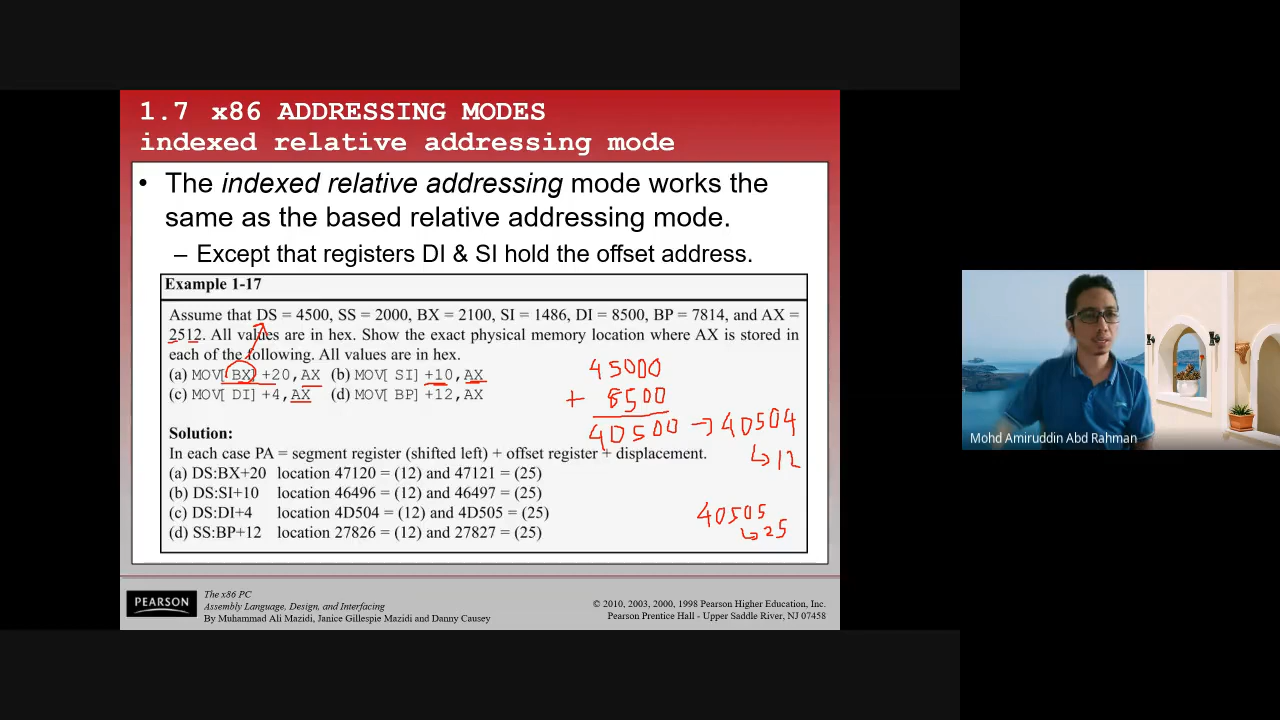 1.7 x86 ADDRESSING MODES
indexed relative addressing mode
• The indexed relative addressing mode works the
same as the based relative addressing mode.
– Except that registers DI & SI hold the offset address.
Example 1-17
Assume that DS = 4500, SS = 2000, BX = 2100, SI = 1486, DI = 8500, BP = 7814, and AX =
2512. All values are in hex. Show the exact physical memory location where AX is stored in
each of the following. All values are in hex.
(a) MOV[ BX] +20,AX (b) MOV[ SI] +10,AX
(c) MOV[ DI] +4,AX (d) MOV[ BP] +12,AX
45000
+ 8500
4D500 → 4D504
↳ 12
Solution:
In each case PA = segment register (shifted left) + offset register + displacement.
(a) DS:BX+20 location 47120 = (12) and 47121 = (25)
(b) DS:SI+10 location 46496 = (12) and 46497 = (25)
(c) DS:DI+4 location 4D504 = (12) and 4D505 = (25)
(d) SS:BP+12 location 27826 = (12) and 27827 = (25)
4D505
↳ 25
PEARSON
The x86 PC
Assembly Language, Design, and Interfacing
By Muhammad Ali Mazidi, Janice Gillespie Mazidi and Danny Causey
© 2010, 2003, 2000, 1998 Pearson Higher Education, Inc.
Pearson Prentice Hall - Upper Saddle River, NJ 07458
Mohd Amiruddin Abd Rahman